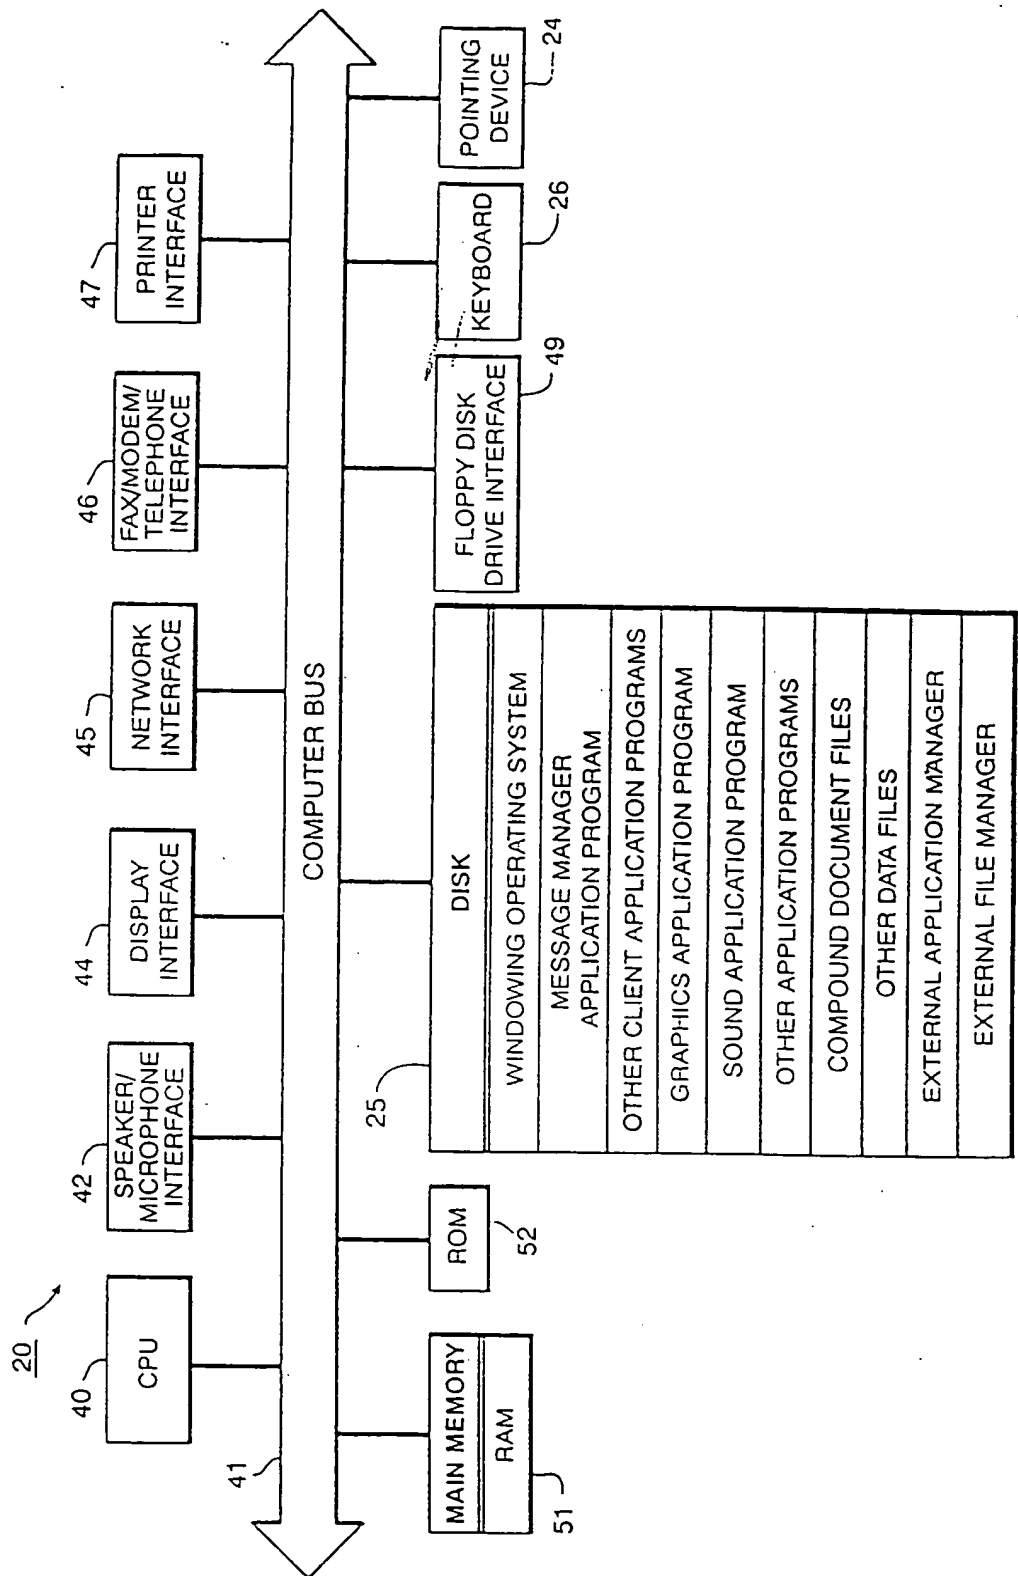 20
40
CPU
42
SPEAKER/
MICROPHONE
INTERFACE
44
DISPLAY
INTERFACE
45
NETWORK
INTERFACE
46
FAX/MODEM/
TELEPHONE
INTERFACE
47
PRINTER
INTERFACE
41
COMPUTER BUS
MAIN MEMORY
RAM
51
ROM
52
25
DISK
WINDOWING OPERATING SYSTEM
MESSAGE MANAGER
APPLICATION PROGRAM
OTHER CLIENT APPLICATION PROGRAMS
GRAPHICS APPLICATION PROGRAM
SOUND APPLICATION PROGRAM
OTHER APPLICATION PROGRAMS
COMPOUND DOCUMENT FILES
OTHER DATA FILES
EXTERNAL APPLICATION MANAGER
EXTERNAL FILE MANAGER
FLOPPY DISK
DRIVE INTERFACE
49
KEYBOARD
26
POINTING
DEVICE
24